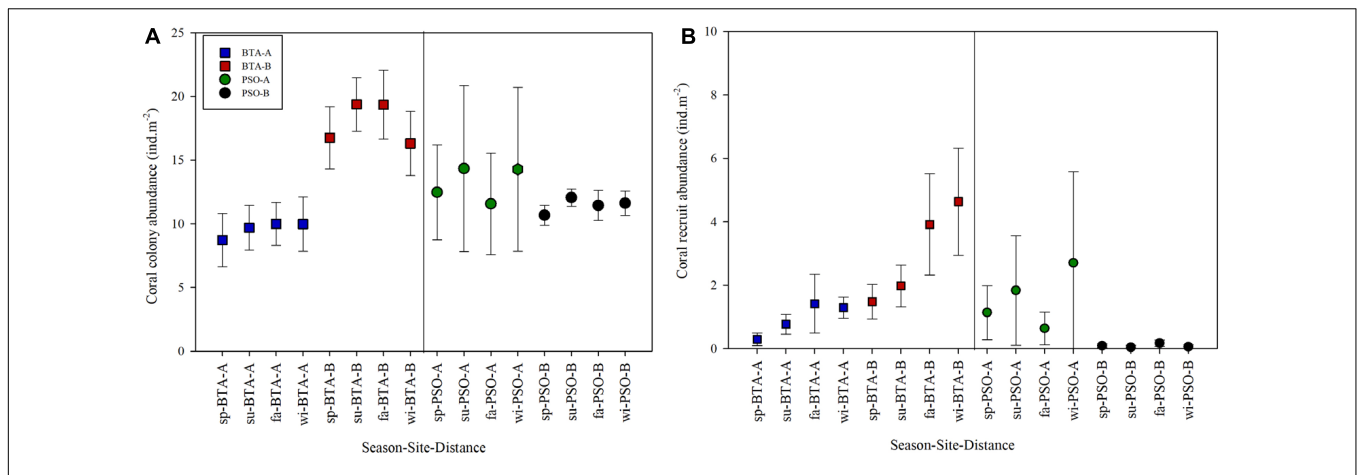 A
Coral colony abundance (ind.m⁻²)
25
20
15
10
5
0
BTA-A
BTA-B
PSO-A
PSO-B
sp-BTA-A
su-BTA-A
fa-BTA-A
wi-BTA-A
sp-BTA-B
su-BTA-B
fa-BTA-B
wi-BTA-B
sp-PSO-A
su-PSO-A
fa-PSO-A
wi-PSO-A
sp-PSO-B
su-PSO-B
fa-PSO-B
wi-PSO-B
Season-Site-Distance
B
Coral recruit abundance (ind.m⁻²)
10
8
6
4
2
0
sp-BTA-A
su-BTA-A
fa-BTA-A
wi-BTA-A
sp-BTA-B
su-BTA-B
fa-BTA-B
wi-BTA-B
sp-PSO-A
su-PSO-A
fa-PSO-A
wi-PSO-A
sp-PSO-B
su-PSO-B
fa-PSO-B
wi-PSO-B
Season-Site-Distance